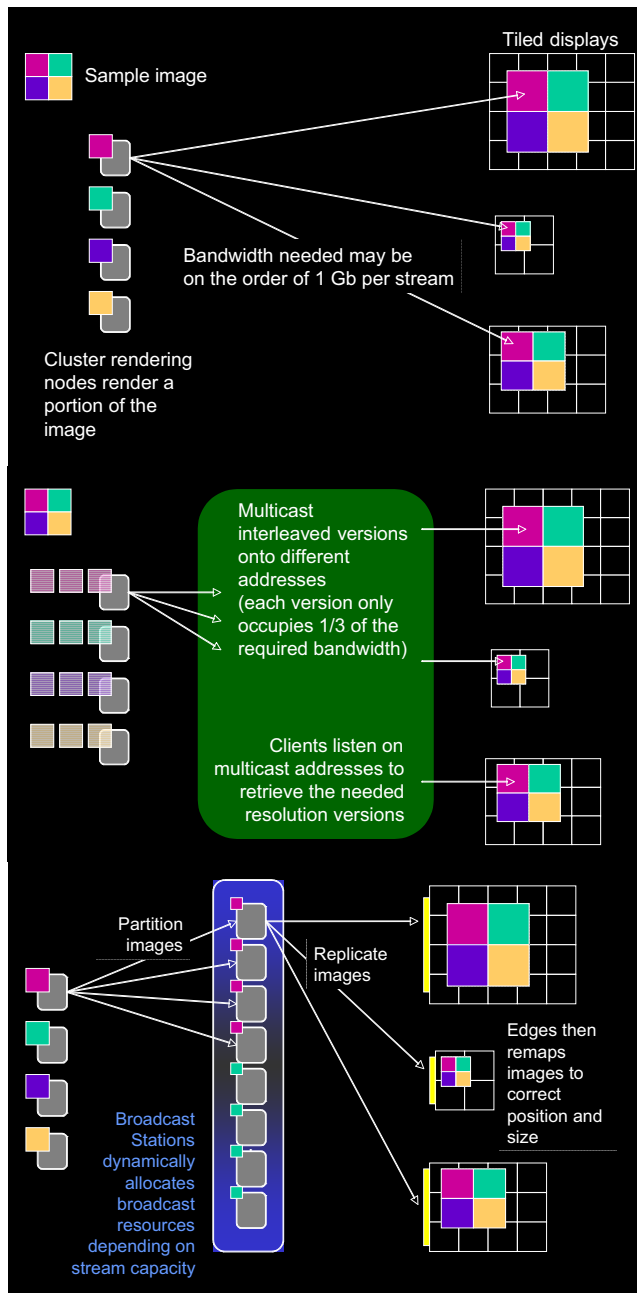 Tiled displays
Sample image
Bandwidth needed may be
on the order of 1 Gb per stream
Cluster rendering
nodes render a
portion of the
image
Multicast
interleaved versions
onto different
addresses
(each version only
occupies 1/3 of the
required bandwidth)
Clients listen on
multicast addresses to
retrieve the needed
resolution versions
Partition
images
Replicate
images
Edges then
remaps
images to
correct
position and
size
Broadcast
Stations
dynamically
allocates
broadcast
resources
depending on
stream capacity